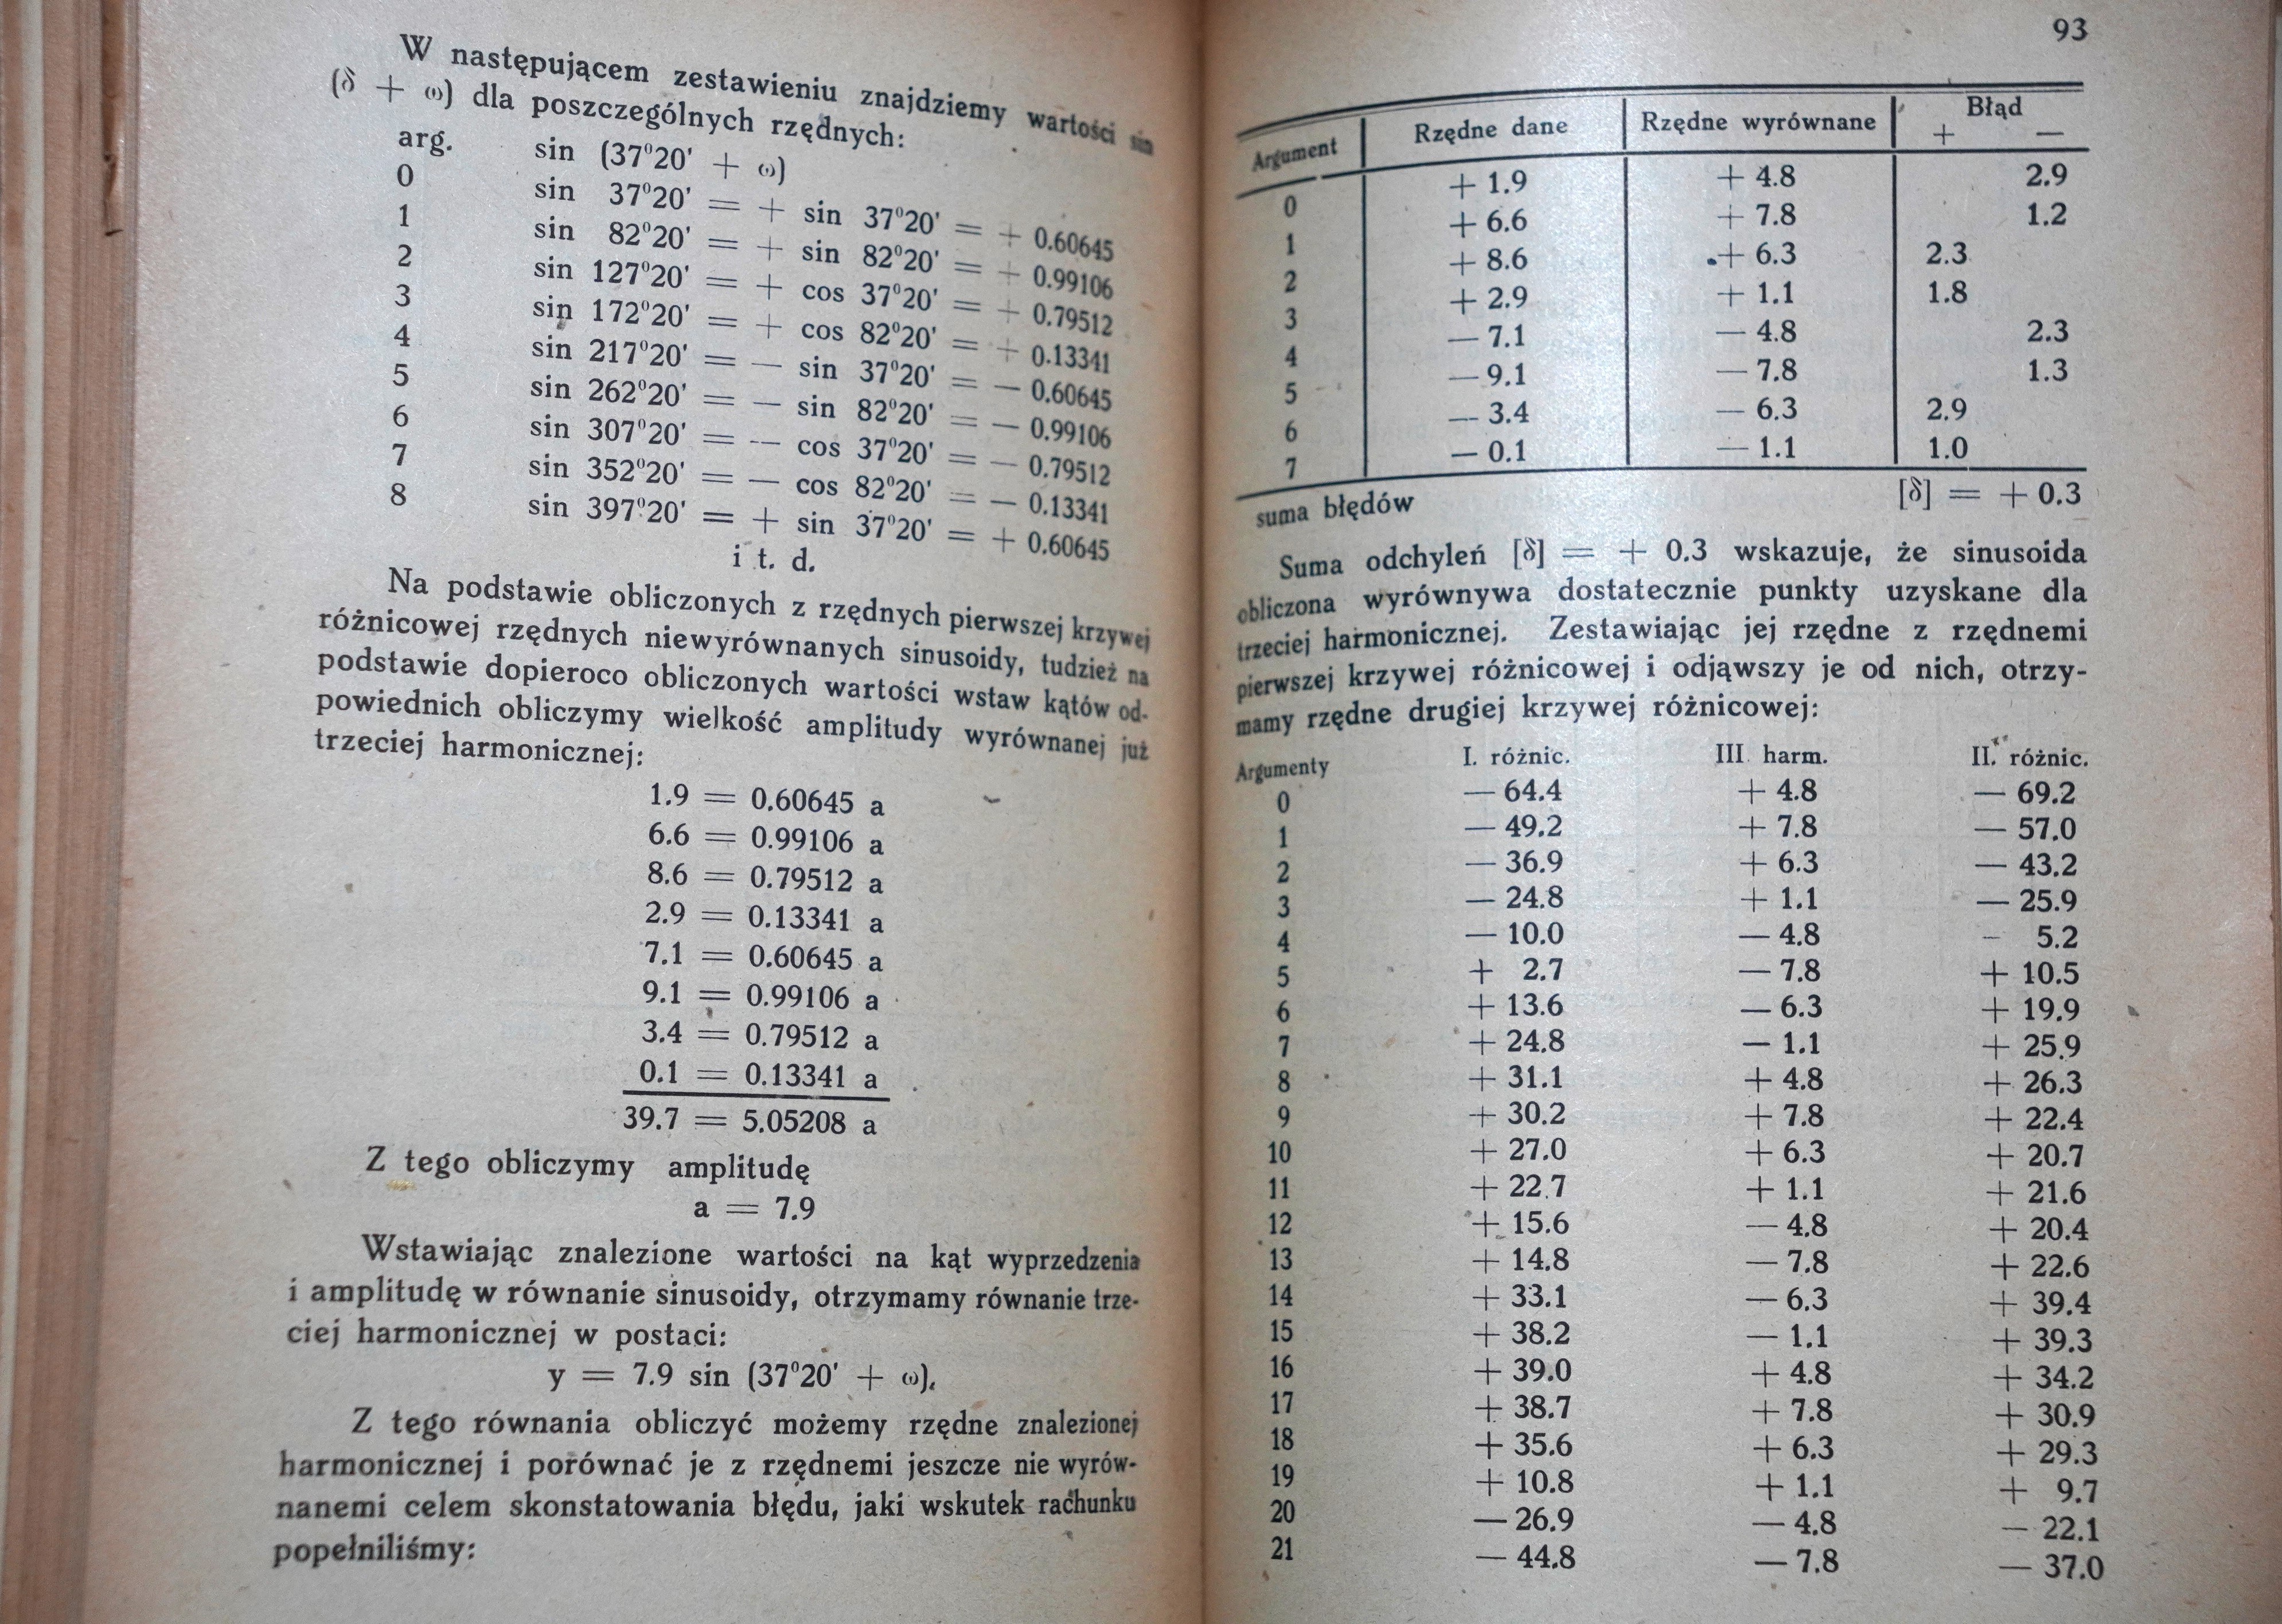 W następującem zestawieniu znajdziemy wartości sin
(δ + ω) dla poszczególnych rzędnych:
arg. sin (37°20' + ω)
0 sin 37°20' = + sin 37°20' = + 0.60645
1 sin 82°20' = + sin 82°20' = + 0.99106
2 sin 127°20' = + cos 37°20' = + 0.79512
3 sin 172°20' = + cos 82°20' = + 0.13341
4 sin 217°20' = — sin 37°20' = — 0.60645
5 sin 262°20' = — sin 82°20' = — 0.99106
6 sin 307°20' = — cos 37°20' = — 0.79512
7 sin 352°20' = — cos 82°20' = — 0.13341
8 sin 397°20' = + sin 37°20' = + 0.60645
i t. d.
Na podstawie obliczonych z rzędnych pierwszej krzywej
różnicowej rzędnych niewyrównanych sinusoidy, tudzież na
podstawie dopieroco obliczonych wartości wstaw kątów od-
powiednich obliczymy wielkość amplitudy wyrównanej już
trzeciej harmonicznej:
1.9 = 0.60645 a
6.6 = 0.99106 a
8.6 = 0.79512 a
2.9 = 0.13341 a
7.1 = 0.60645 a
9.1 = 0.99106 a
3.4 = 0.79512 a
0.1 = 0.13341 a
39.7 = 5.05208 a
Z tego obliczymy amplitudę
a = 7.9
Wstawiając znalezione wartości na kąt wyprzedzenia
i amplitudę w równanie sinusoidy, otrzymamy równanie trze-
ciej harmonicznej w postaci:
y = 7.9 sin (37°20' + ω),
Z tego równania obliczyć możemy rzędne znalezionej
harmonicznej i porównać je z rzędnemi jeszcze nie wyrów-
nanemi celem skonstatowania błędu, jaki wskutek rachunku
popełniliśmy:
93
Argument Rzędne dane Rzędne wyrównane Błąd
+ —
0 + 1.9 + 4.8 2.9
1 + 6.6 + 7.8 1.2
2 + 8.6 + 6.3 2.3
3 + 2.9 + 1.1 1.8
4 — 7.1 — 4.8 2.3
5 — 9.1 — 7.8 1.3
6 — 3.4 — 6.3 2.9
7 — 0.1 — 1.1 1.0
suma błędów [δ] = + 0.3
Suma odchyleń [δ] = + 0.3 wskazuje, że sinusoida
obliczona wyrównywa dostatecznie punkty uzyskane dla
trzeciej harmonicznej. Zestawiając jej rzędne z rzędnemi
pierwszej krzywej różnicowej i odjąwszy je od nich, otrzy-
mamy rzędne drugiej krzywej różnicowej:
Argumenty I. różnic. III harm. II. różnic.
0 — 64.4 + 4.8 — 69.2
1 — 49.2 + 7.8 — 57.0
2 — 36.9 + 6.3 — 43.2
3 — 24.8 + 1.1 — 25.9
4 — 10.0 — 4.8 — 5.2
5 + 2.7 — 7.8 + 10.5
6 + 13.6 — 6.3 + 19.9
7 + 24.8 — 1.1 + 25.9
8 + 31.1 + 4.8 + 26.3
9 + 30.2 + 7.8 + 22.4
10 + 27.0 + 6.3 + 20.7
11 + 22.7 + 1.1 + 21.6
12 + 15.6 — 4.8 + 20.4
13 + 14.8 — 7.8 + 22.6
14 + 33.1 — 6.3 + 39.4
15 + 38.2 — 1.1 + 39.3
16 + 39.0 + 4.8 + 34.2
17 + 38.7 + 7.8 + 30.9
18 + 35.6 + 6.3 + 29.3
19 + 10.8 + 1.1 + 9.7
20 — 26.9 — 4.8 — 22.1
21 — 44.8 — 7.8 — 37.0